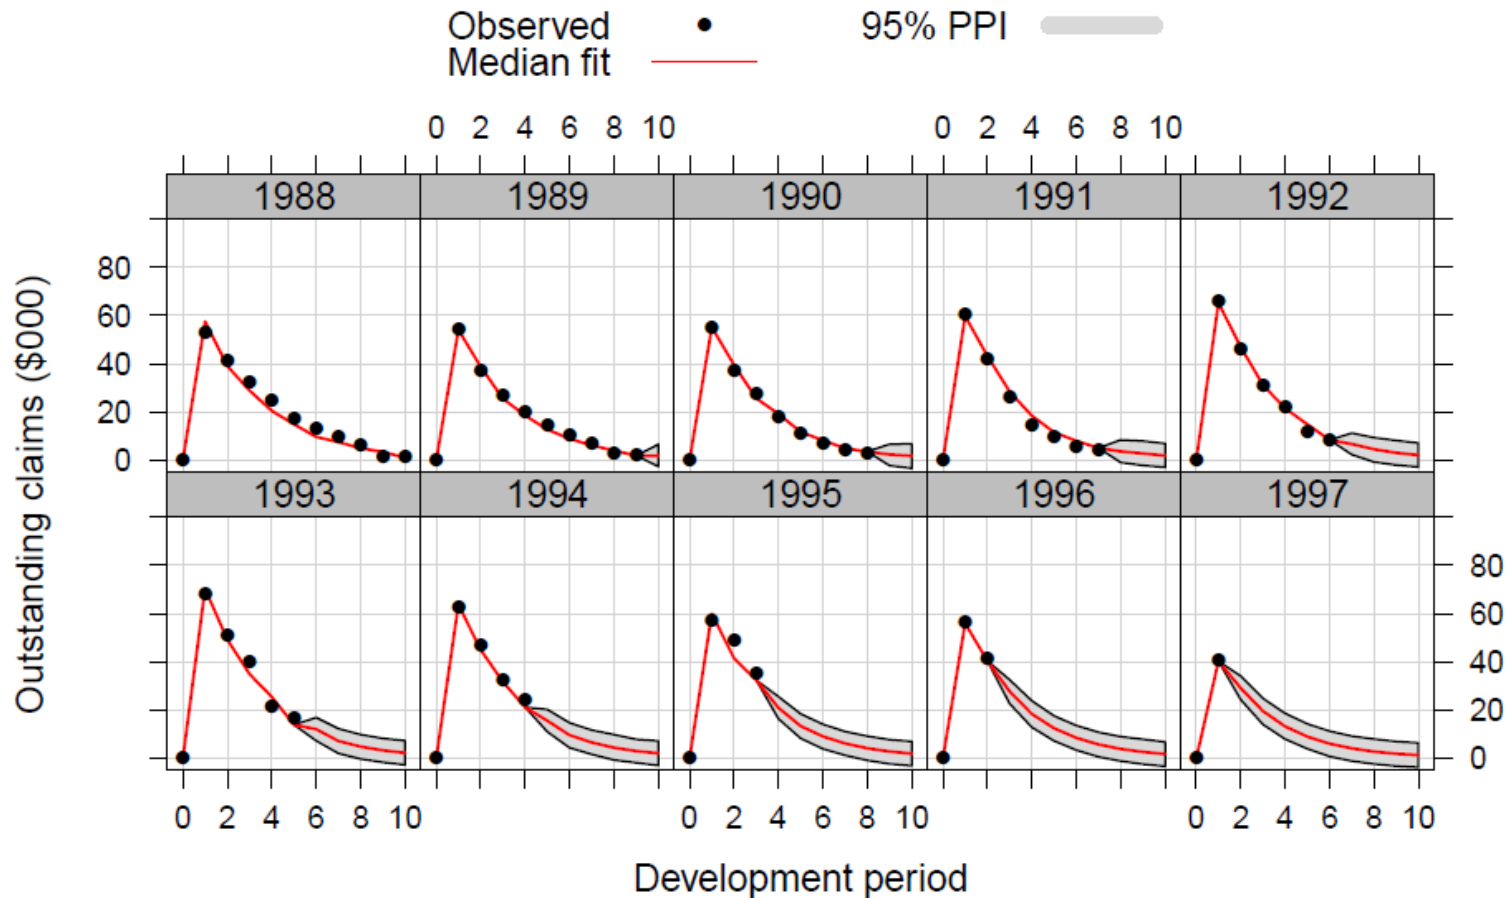 Observed 95% PPI
Median fit
0 2 4 6 8 10 0 2 4 6 8 10
1988 1989 1990 1991 1992
80
60
40
20
0
1993 1994 1995 1996 1997
80
60
40
20
0
0 2 4 6 8 10 0 2 4 6 8 10 0 2 4 6 8 10
Outstanding claims ($000)
Development period